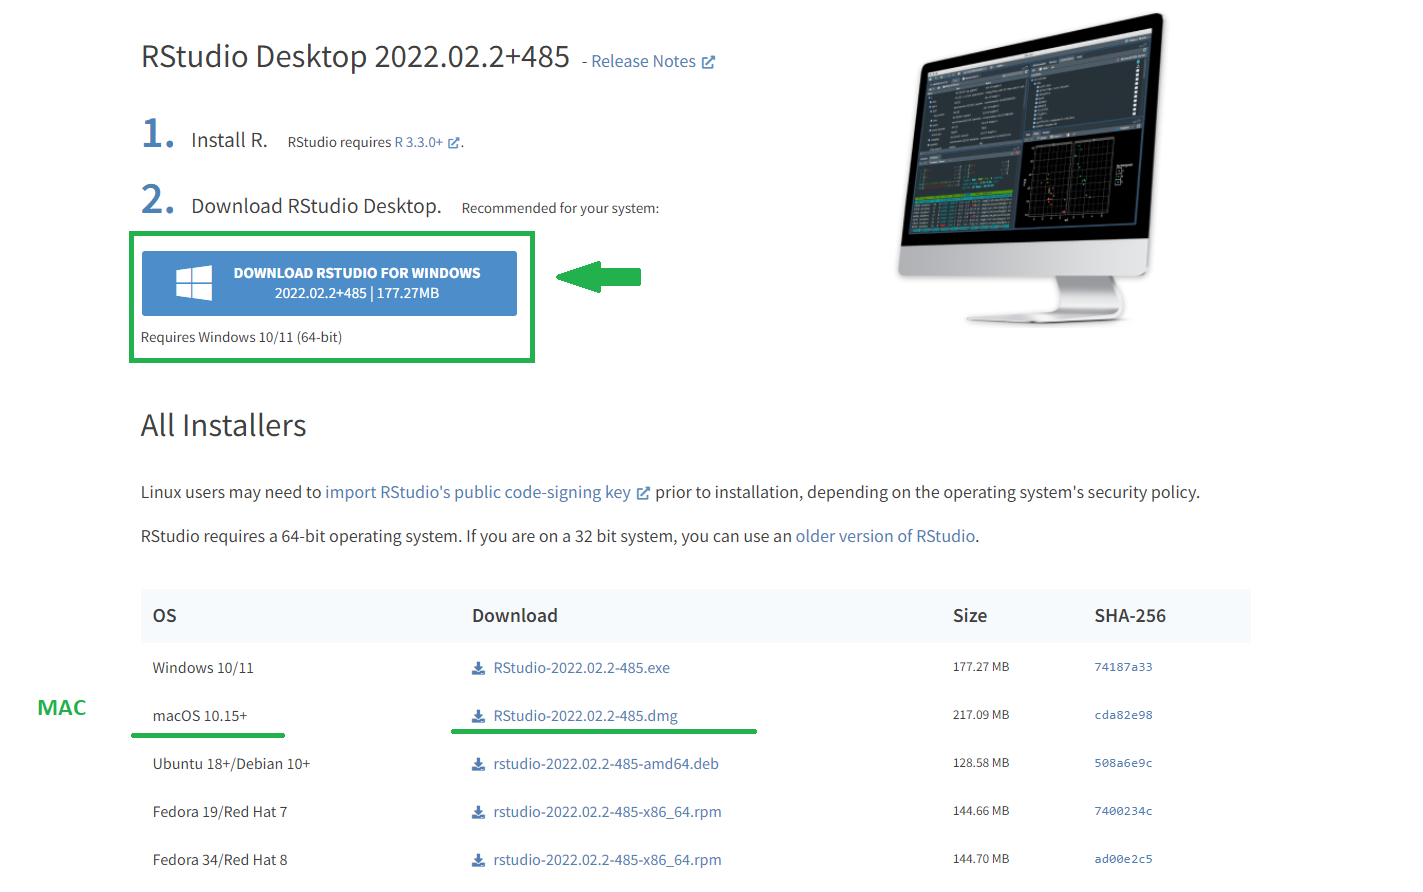 RStudio Desktop 2022.02.2+485 - Release Notes
1. Install R. RStudio requires R 3.3.0+.
2. Download RStudio Desktop. Recommended for your system:
DOWNLOAD RSTUDIO FOR WINDOWS
2022.02.2+485 | 177.27MB
Requires Windows 10/11 (64-bit)
All Installers
Linux users may need to import RStudio's public code-signing key prior to installation, depending on the operating system's security policy.
RStudio requires a 64-bit operating system. If you are on a 32 bit system, you can use an older version of RStudio.
OS Download Size SHA-256
Windows 10/11 RStudio-2022.02.2-485.exe 177.27 MB 74187a33
MAC macOS 10.15+ RStudio-2022.02.2-485.dmg 217.09 MB cda82e98
Ubuntu 18+/Debian 10+ rstudio-2022.02.2-485-amd64.deb 128.58 MB 508a6e9c
Fedora 19/Red Hat 7 rstudio-2022.02.2-485-x86_64.rpm 144.66 MB 7400234c
Fedora 34/Red Hat 8 rstudio-2022.02.2-485-x86_64.rpm 144.70 MB ad00e2c5